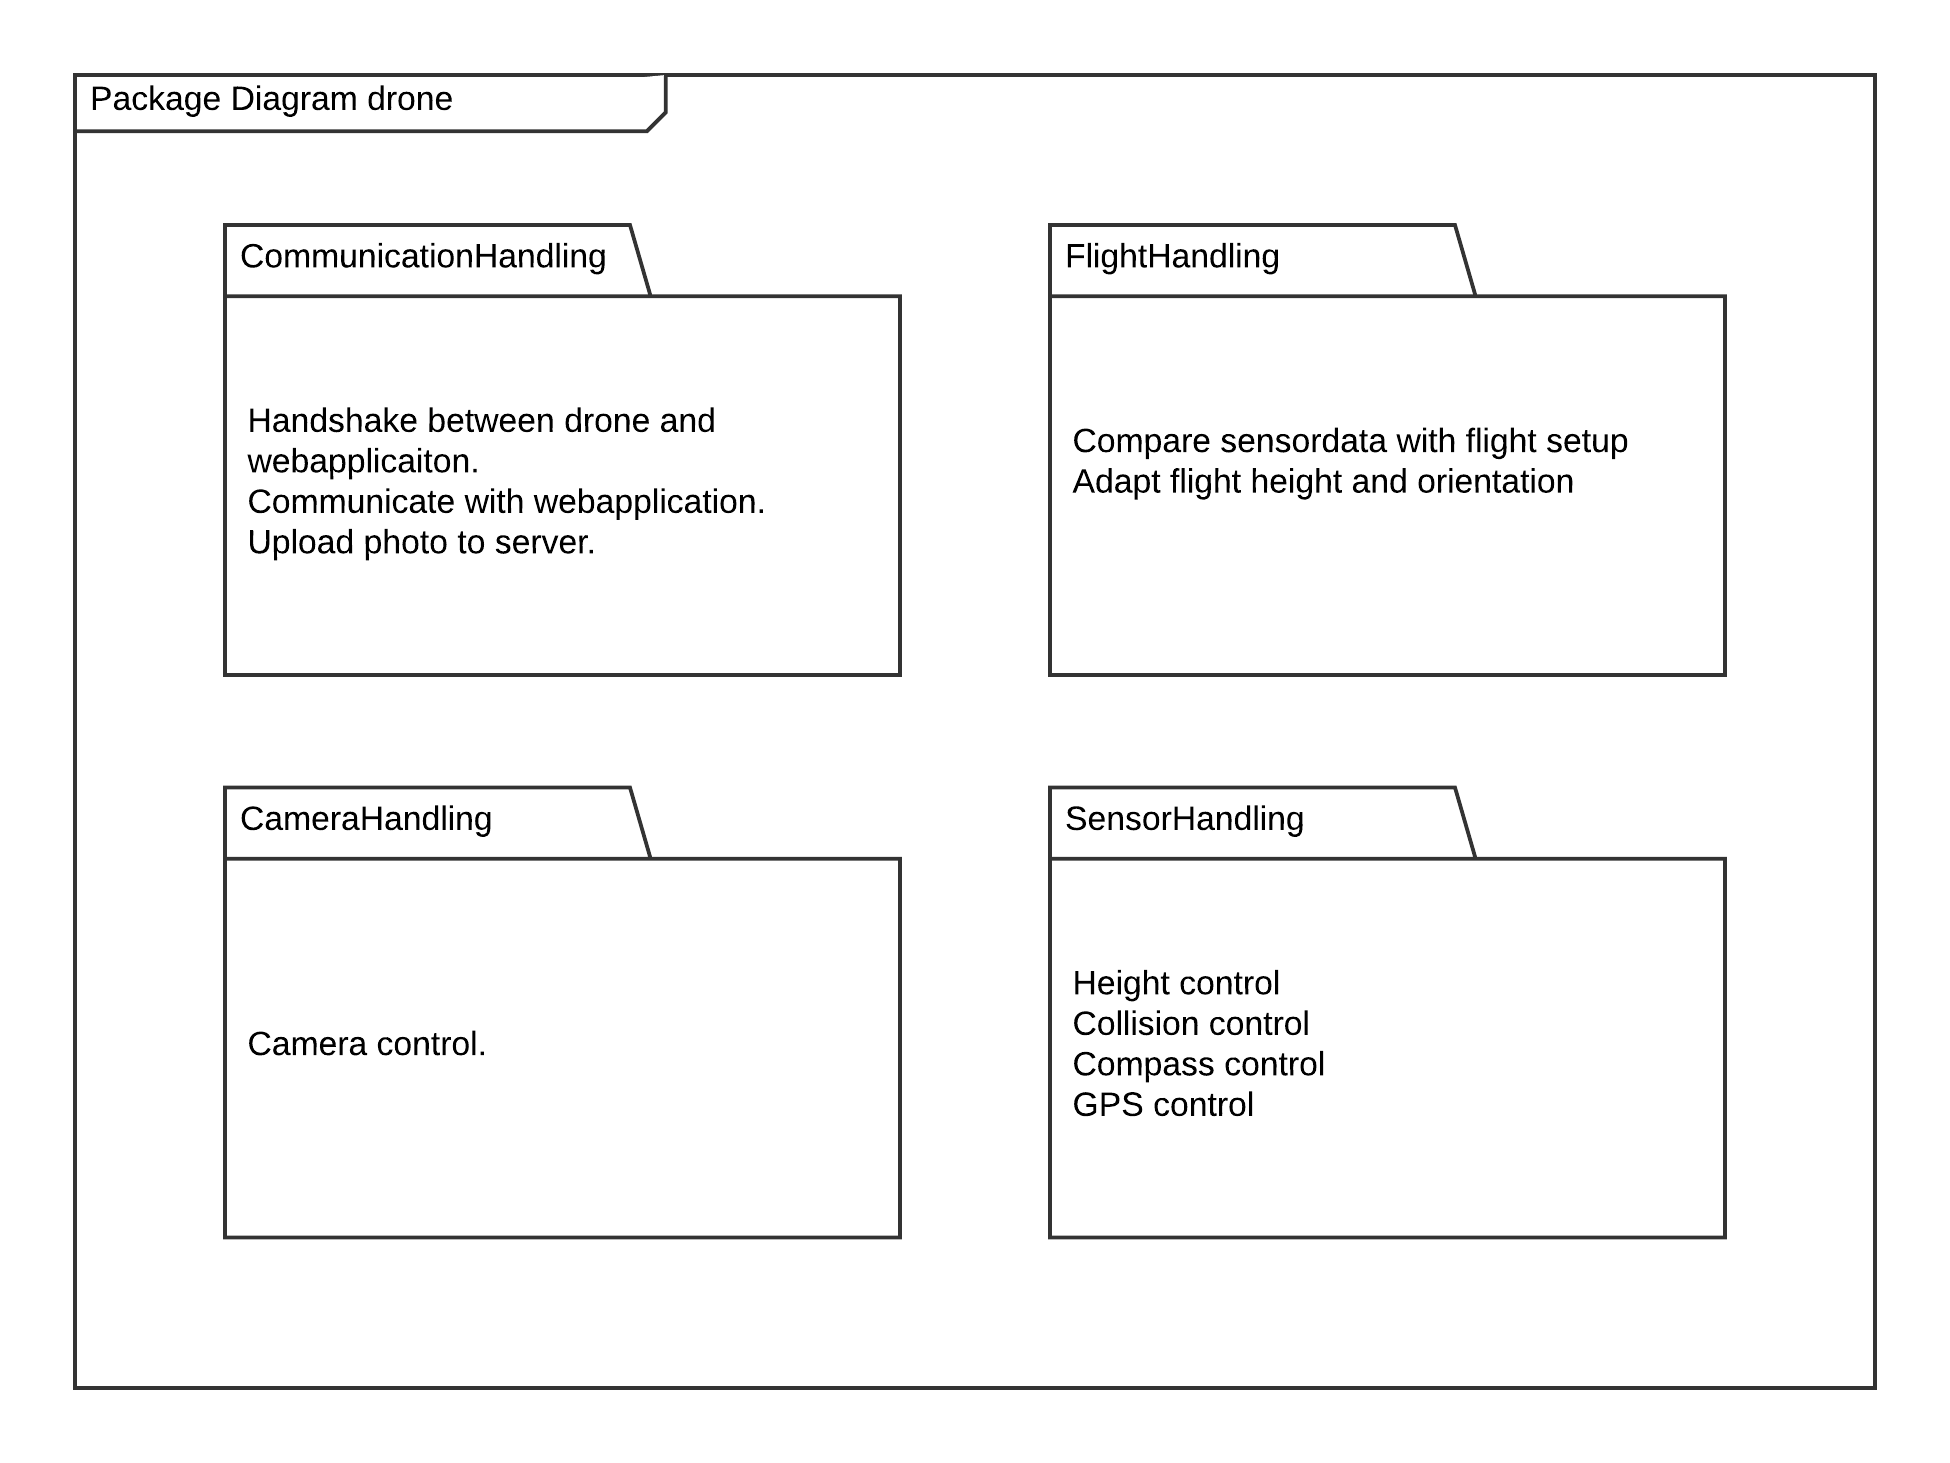 Package Diagram drone
CommunicationHandling
Handshake between drone and
webapplicaiton.
Communicate with webapplication.
Upload photo to server.
FlightHandling
Compare sensordata with flight setup
Adapt flight height and orientation
CameraHandling
Camera control.
SensorHandling
Height control
Collision control
Compass control
GPS control